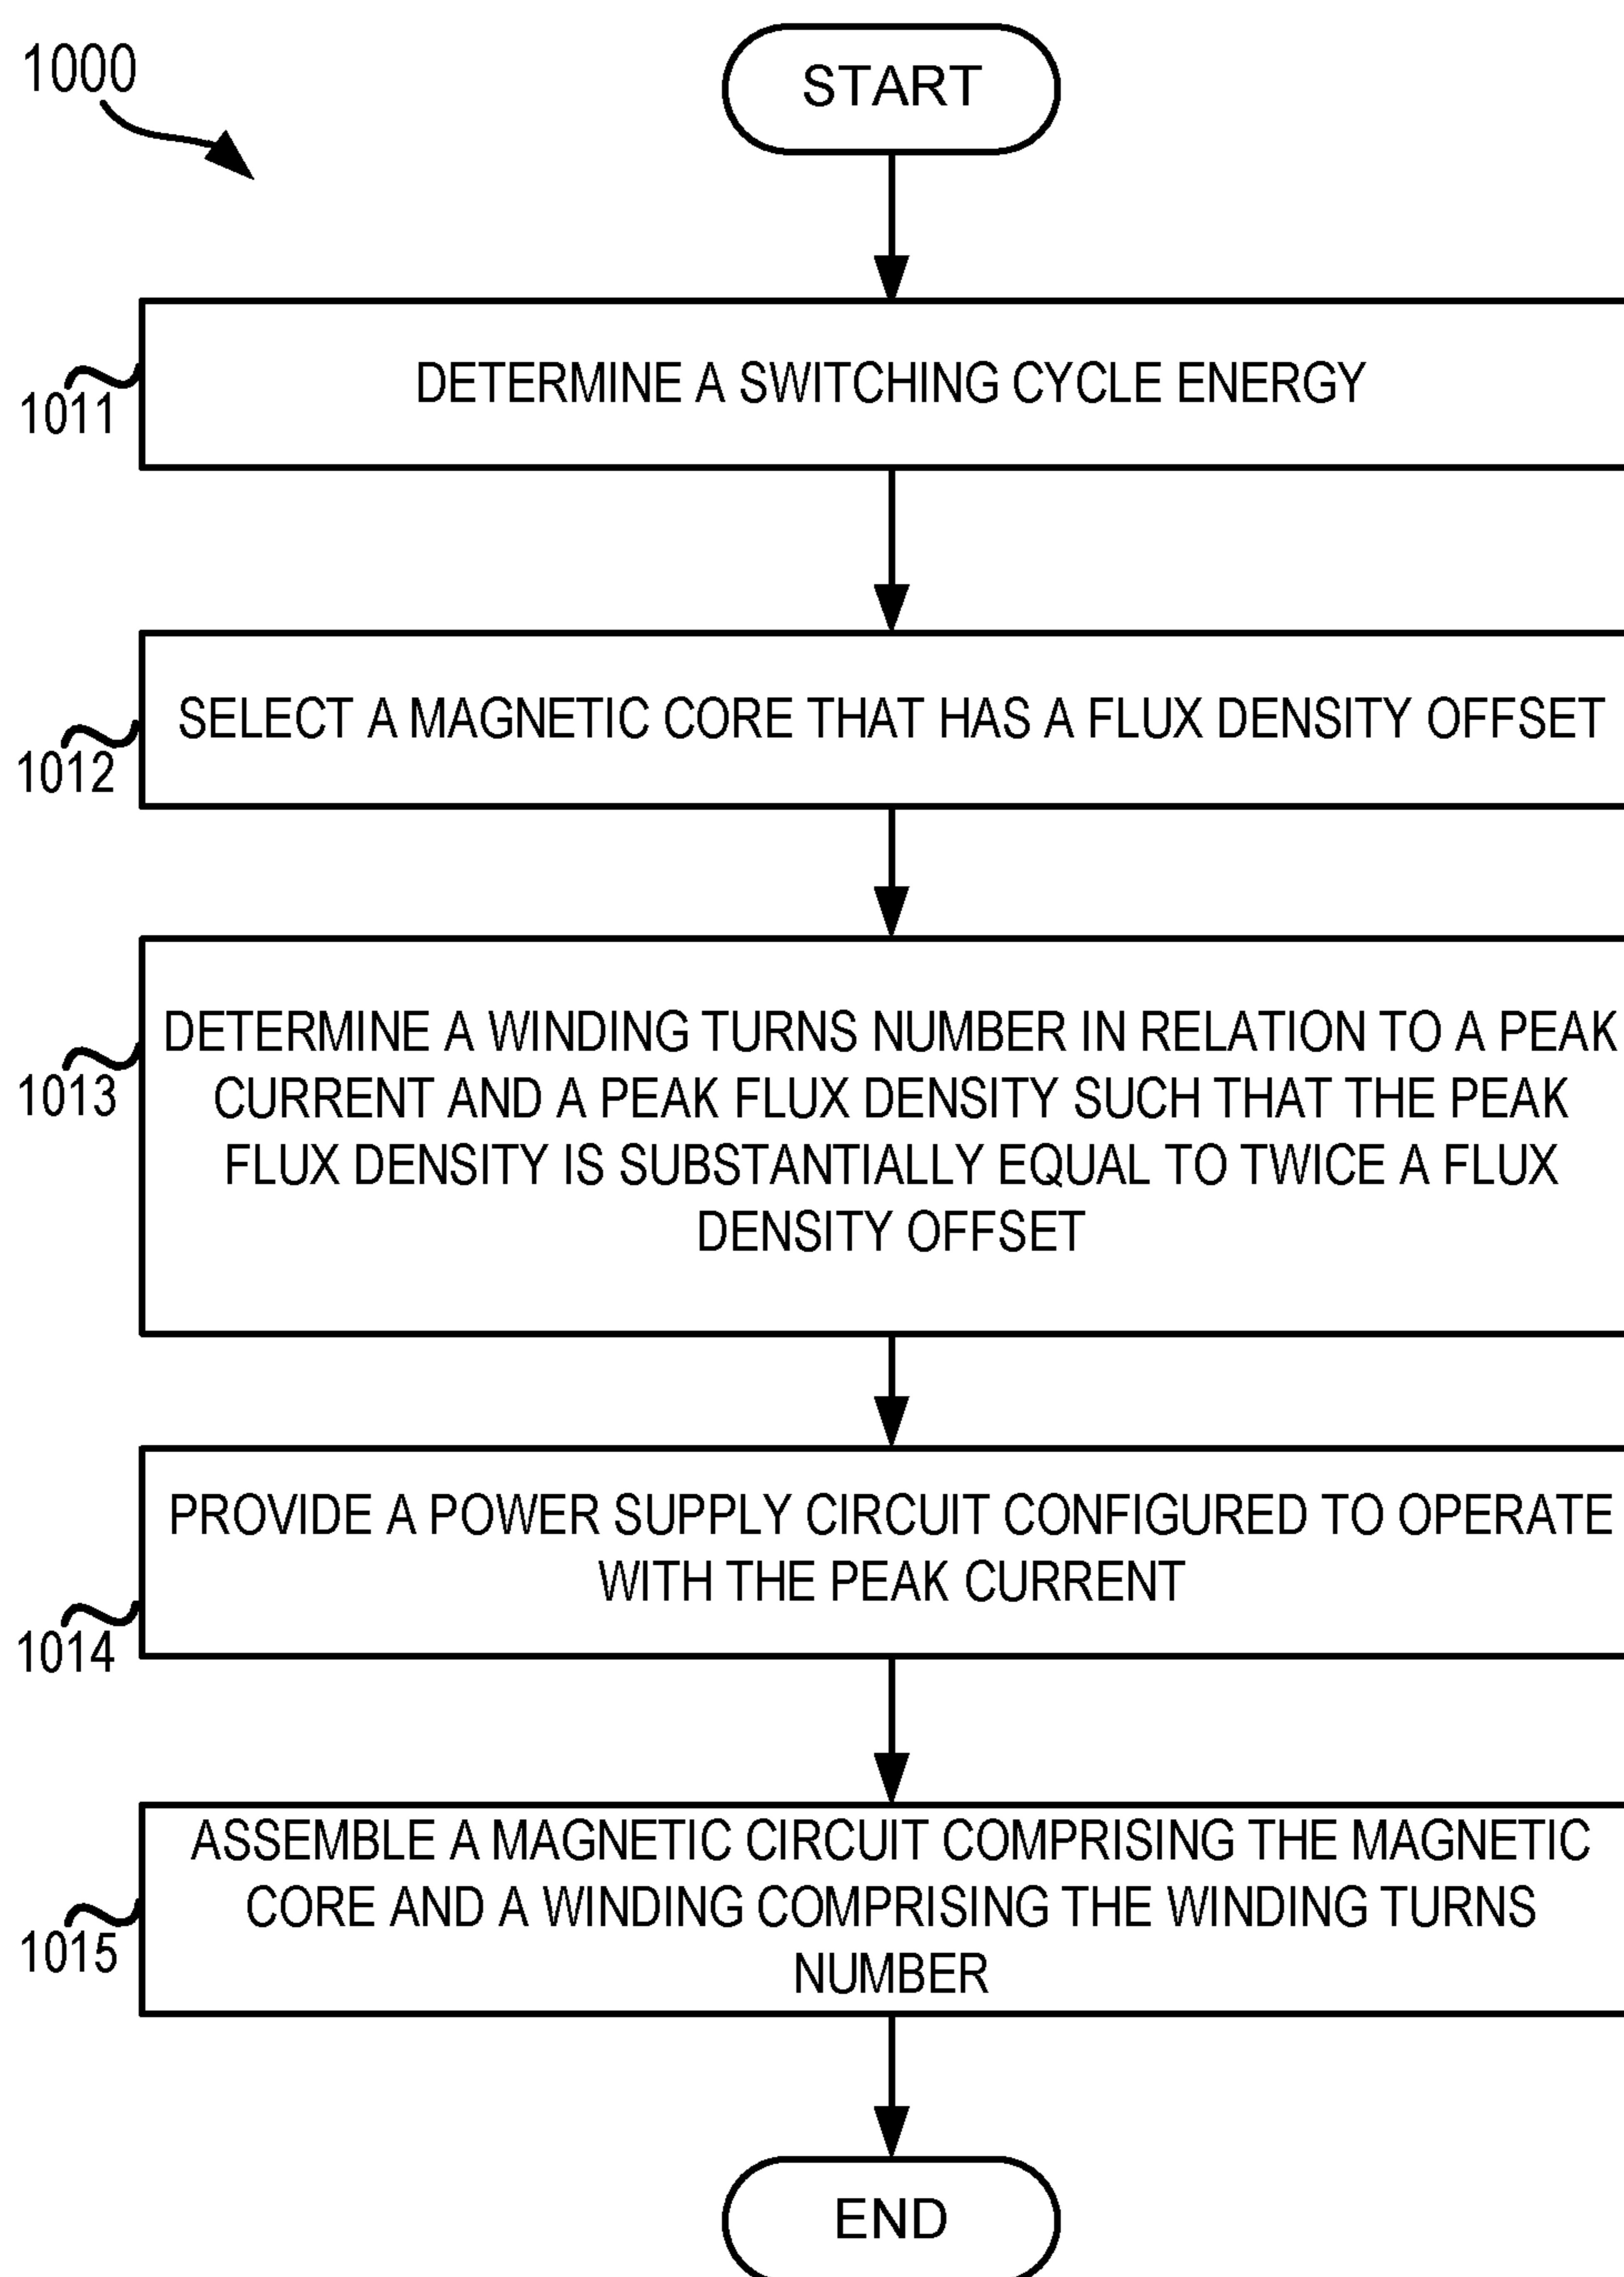 1000
START
1011
DETERMINE A SWITCHING CYCLE ENERGY
1012
SELECT A MAGNETIC CORE THAT HAS A FLUX DENSITY OFFSET
1013
DETERMINE A WINDING TURNS NUMBER IN RELATION TO A PEAK
CURRENT AND A PEAK FLUX DENSITY SUCH THAT THE PEAK
FLUX DENSITY IS SUBSTANTIALLY EQUAL TO TWICE A FLUX
DENSITY OFFSET
1014
PROVIDE A POWER SUPPLY CIRCUIT CONFIGURED TO OPERATE
WITH THE PEAK CURRENT
1015
ASSEMBLE A MAGNETIC CIRCUIT COMPRISING THE MAGNETIC
CORE AND A WINDING COMPRISING THE WINDING TURNS
NUMBER
END